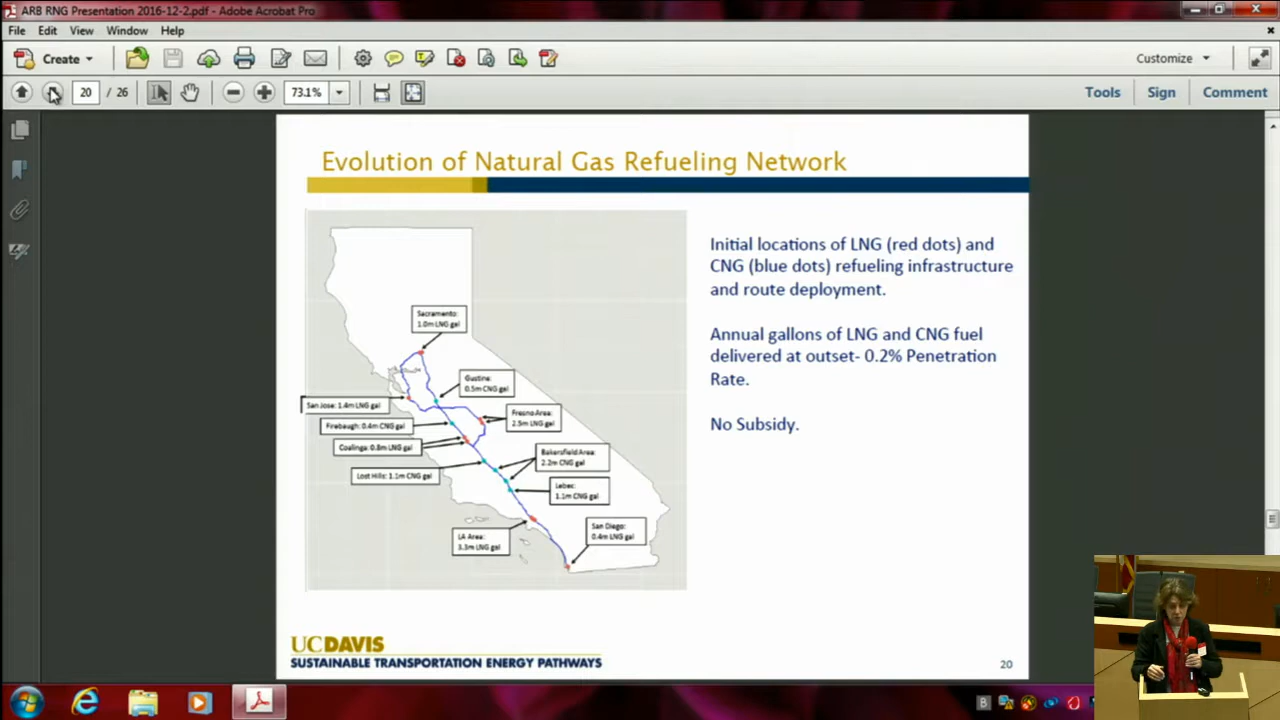 ARB RNG Presentation 2016-12-2.pdf - Adobe Acrobat Pro
File Edit View Window Help
Create
Customize
20 / 26
73.1%
Tools Sign Comment
Evolution of Natural Gas Refueling Network
Initial locations of LNG (red dots) and
CNG (blue dots) refueling infrastructure
and route deployment.
Annual gallons of LNG and CNG fuel
delivered at outset- 0.2% Penetration
Rate.
No Subsidy.
Sacramento:
1.0m LNG gal
Gustine:
0.5m CNG gal
San Jose: 1.4m LNG gal
Fresno Area:
2.5m LNG gal
Firebaugh: 0.4m CNG gal
Coalinga: 0.8m LNG gal
Bakersfield Area:
2.2m CNG gal
Lost Hills: 1.1m CNG gal
Lebec:
1.1m CNG gal
San Diego:
0.4m LNG gal
LA Area:
3.3m LNG gal
UCDAVIS
SUSTAINABLE TRANSPORTATION ENERGY PATHWAYS
20